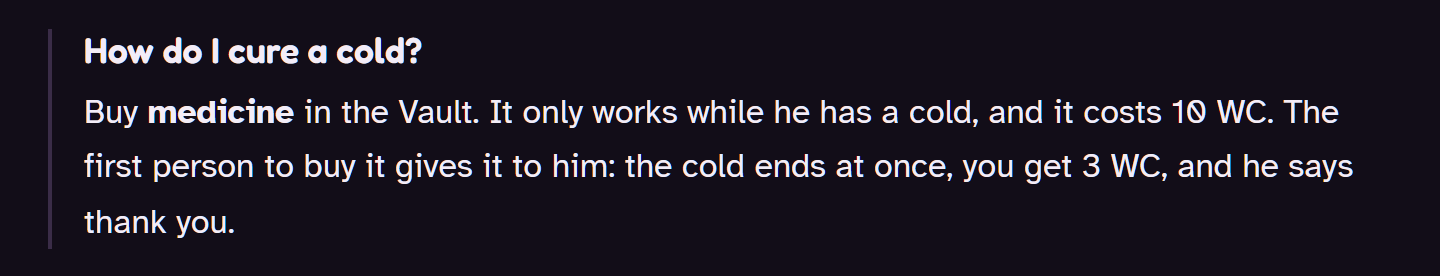 How do I cure a cold?
Buy medicine in the Vault. It only works while he has a cold, and it costs 10 WC. The
first person to buy it gives it to him: the cold ends at once, you get 3 WC, and he says
thank you.